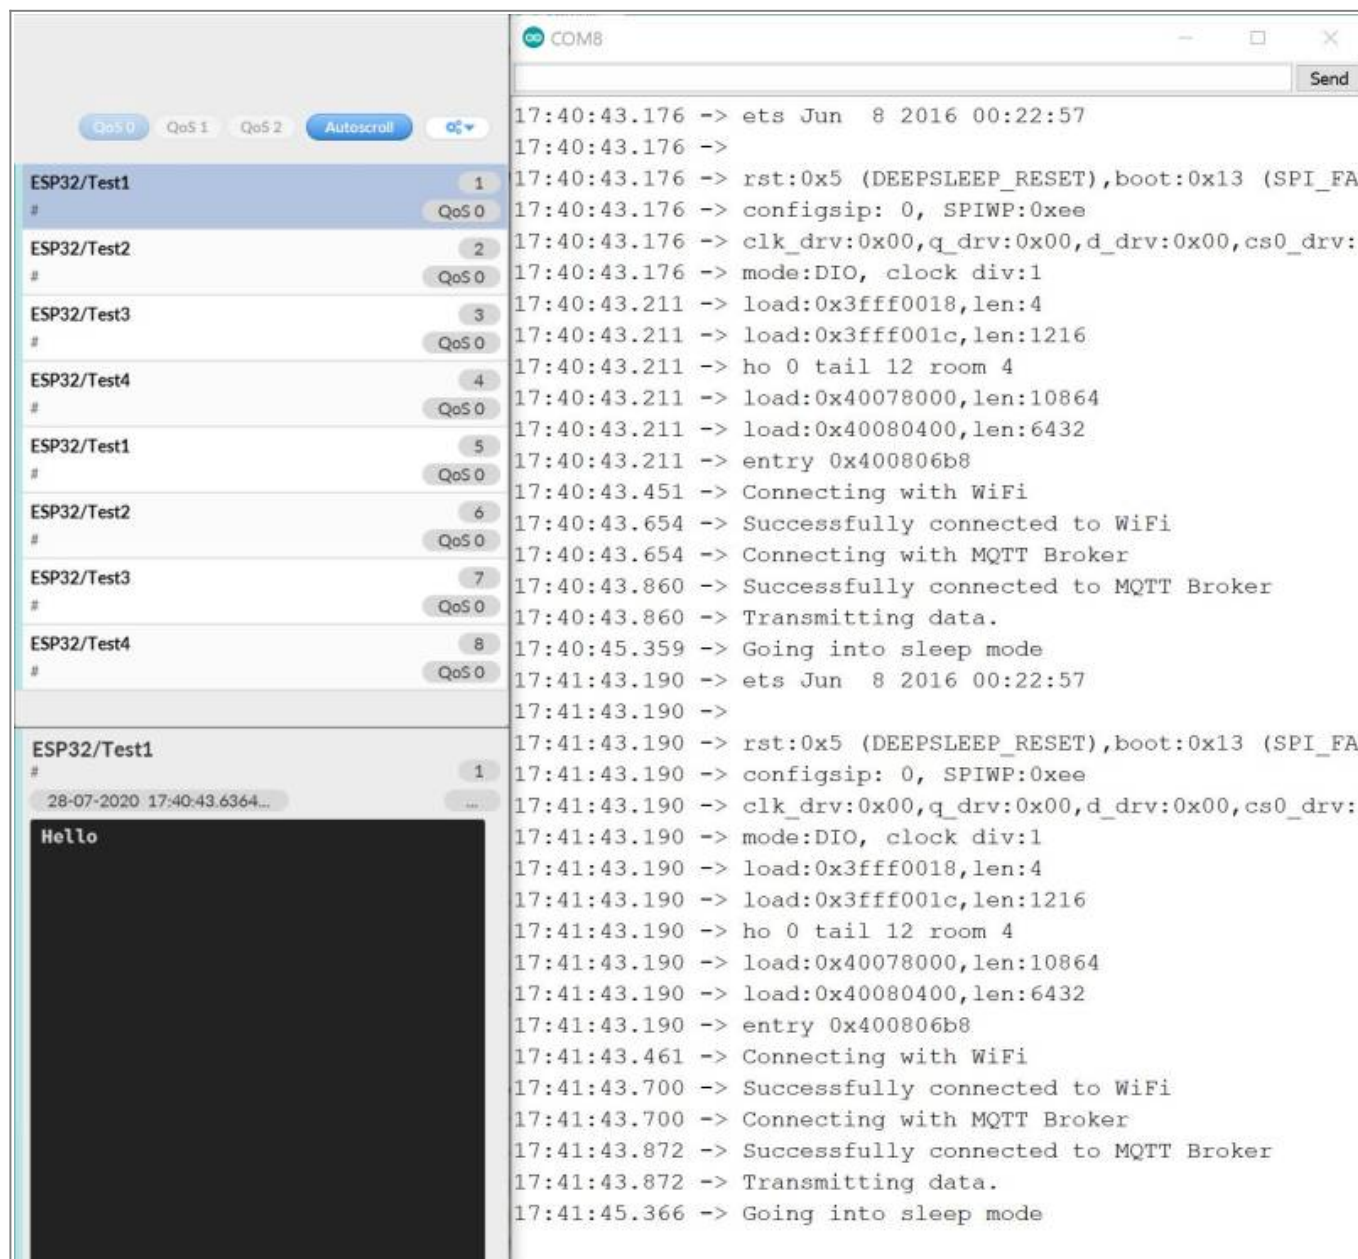 QoS 0 QoS 1 QoS 2 Autoscroll
ESP32/Test1 1
# QoS 0
ESP32/Test2 2
# QoS 0
ESP32/Test3 3
# QoS 0
ESP32/Test4 4
# QoS 0
ESP32/Test1 5
# QoS 0
ESP32/Test2 6
# QoS 0
ESP32/Test3 7
# QoS 0
ESP32/Test4 8
# QoS 0
ESP32/Test1
# 1
28-07-2020 17:40:43.6364... ...
Hello
COM8
Send
17:40:43.176 -> ets Jun  8 2016 00:22:57
17:40:43.176 ->
17:40:43.176 -> rst:0x5 (DEEPSLEEP_RESET),boot:0x13 (SPI_FA
17:40:43.176 -> configsip: 0, SPIWP:0xee
17:40:43.176 -> clk_drv:0x00,q_drv:0x00,d_drv:0x00,cs0_drv:
17:40:43.176 -> mode:DIO, clock div:1
17:40:43.211 -> load:0x3fff0018,len:4
17:40:43.211 -> load:0x3fff001c,len:1216
17:40:43.211 -> ho 0 tail 12 room 4
17:40:43.211 -> load:0x40078000,len:10864
17:40:43.211 -> load:0x40080400,len:6432
17:40:43.211 -> entry 0x400806b8
17:40:43.451 -> Connecting with WiFi
17:40:43.654 -> Successfully connected to WiFi
17:40:43.654 -> Connecting with MQTT Broker
17:40:43.860 -> Successfully connected to MQTT Broker
17:40:43.860 -> Transmitting data.
17:40:45.359 -> Going into sleep mode
17:41:43.190 -> ets Jun  8 2016 00:22:57
17:41:43.190 ->
17:41:43.190 -> rst:0x5 (DEEPSLEEP_RESET),boot:0x13 (SPI_FA
17:41:43.190 -> configsip: 0, SPIWP:0xee
17:41:43.190 -> clk_drv:0x00,q_drv:0x00,d_drv:0x00,cs0_drv:
17:41:43.190 -> mode:DIO, clock div:1
17:41:43.190 -> load:0x3fff0018,len:4
17:41:43.190 -> load:0x3fff001c,len:1216
17:41:43.190 -> ho 0 tail 12 room 4
17:41:43.190 -> load:0x40078000,len:10864
17:41:43.190 -> load:0x40080400,len:6432
17:41:43.190 -> entry 0x400806b8
17:41:43.461 -> Connecting with WiFi
17:41:43.700 -> Successfully connected to WiFi
17:41:43.700 -> Connecting with MQTT Broker
17:41:43.872 -> Successfully connected to MQTT Broker
17:41:43.872 -> Transmitting data.
17:41:45.366 -> Going into sleep mode